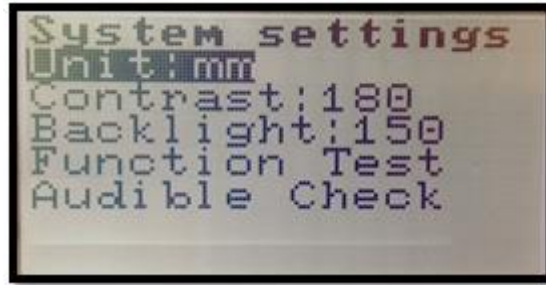 System settings
Unit:mm
Contrast:180
Backlight:150
Function Test
Audible Check